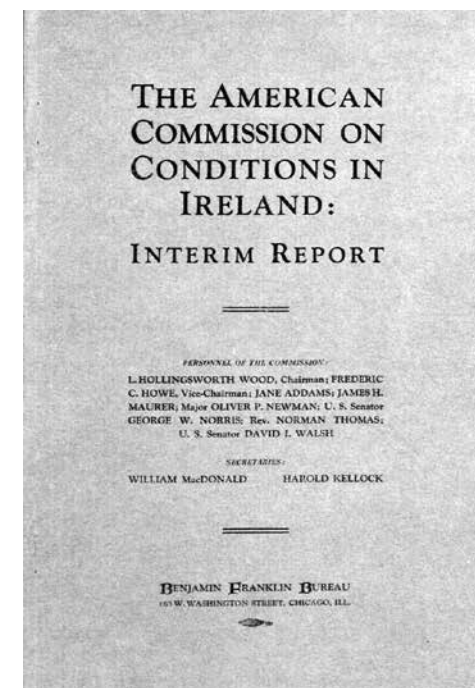 THE AMERICAN
COMMISSION ON
CONDITIONS IN
IRELAND:
INTERIM REPORT
PERSONNEL OF THE COMMISSION:
L. HOLLINGSWORTH WOOD, Chairman; FREDERIC
C. HOWE, Vice-Chairman; JANE ADDAMS; JAMES H.
MAURER; Major OLIVER P. NEWMAN; U. S. Senator
GEORGE W. NORRIS; Rev. NORMAN THOMAS;
U. S. Senator DAVID I. WALSH
SECRETARIES:
WILLIAM MacDONALD HAROLD KELLOCK
BENJAMIN FRANKLIN BUREAU
W. WASHINGTON STREET, CHICAGO, ILL.